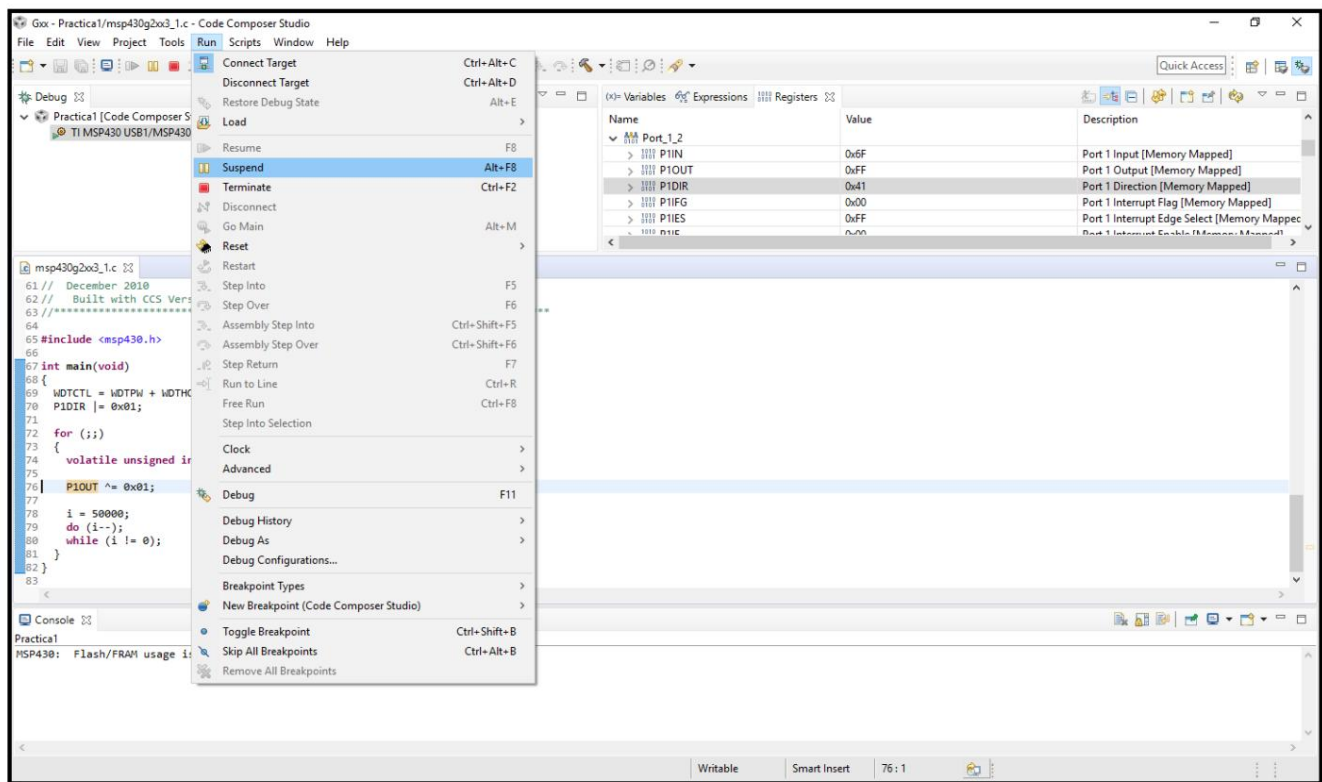 Gxx - Practica1/msp430g2xx3_1.c - Code Composer Studio
File Edit View Project Tools Run Scripts Window Help
Quick Access
Debug
Practica1 [Code Composer S
TI MSP430 USB1/MSP430
Connect Target Ctrl+Alt+C
Disconnect Target Ctrl+Alt+D
Restore Debug State Alt+E
Load
Resume F8
Suspend Alt+F8
Terminate Ctrl+F2
Disconnect
Go Main Alt+M
Reset
Restart
Step Into F5
Step Over F6
Assembly Step Into Ctrl+Shift+F5
Assembly Step Over Ctrl+Shift+F6
Step Return F7
Run to Line Ctrl+R
Free Run Ctrl+F8
Step Into Selection
Clock
Advanced
Debug F11
Debug History
Debug As
Debug Configurations...
Breakpoint Types
New Breakpoint (Code Composer Studio)
Toggle Breakpoint Ctrl+Shift+B
Skip All Breakpoints Ctrl+Alt+B
Remove All Breakpoints
(x)= Variables Expressions Registers
Name Value Description
Port_1_2
P1IN 0x6F Port 1 Input [Memory Mapped]
P1OUT 0xFF Port 1 Output [Memory Mapped]
P1DIR 0x41 Port 1 Direction [Memory Mapped]
P1IFG 0x00 Port 1 Interrupt Flag [Memory Mapped]
P1IES 0xFF Port 1 Interrupt Edge Select [Memory Mappec
P1IE 0x00 Port 1 Interrupt Enable [Memory Mapped]
msp430g2xx3_1.c
61 // December 2010
62 // Built with CCS Vers
63 //**********************
64
65 #include <msp430.h>
66
67 int main(void)
68 {
69 WDTCTL = WDTPW + WDTHO
70 P1DIR |= 0x01;
71
72 for (;;)
73 {
74 volatile unsigned in
75
76 P1OUT ^= 0x01;
77
78 i = 50000;
79 do (i--);
80 while (i != 0);
81 }
82 }
83
Console
Practica1
MSP430: Flash/FRAM usage is
Writable Smart Insert 76 : 1